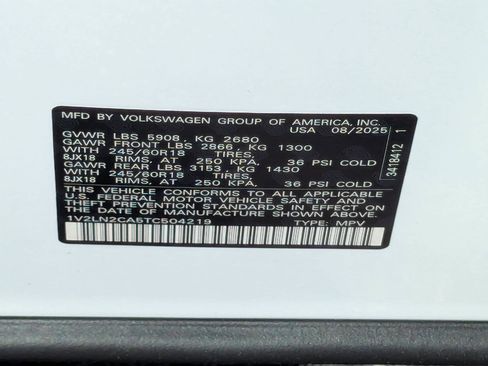 MFD BY VOLKSWAGEN GROUP OF AMERICA, INC.
USA 08/2025
GVWR LBS 5908, KG 2680
GAWR FRONT LBS 2866, KG 1300
WITH 245/60R18 TIRES,
8JX18 RIMS, AT 250 KPA, 36 PSI COLD
GAWR REAR LBS 3153, KG 1430
WITH 245/60R18 TIRES,
8JX18 RIMS, AT 250 KPA, 36 PSI COLD
THIS VEHICLE CONFORMS TO ALL APPLICABLE
U.S. FEDERAL MOTOR VEHICLE SAFETY AND
THEFT PREVENTION STANDARDS IN EFFECT
ON THE DATE OF MANUFACTURE SHOWN ABOVE.
1V2LN2CA6TC504219 TYPE: MPV
3418412 1